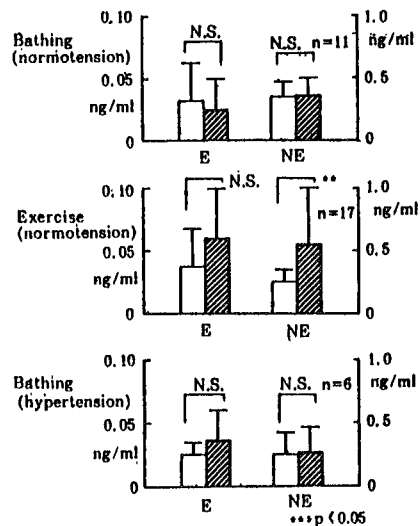 0.10 1.0
Bathing N.S. N.S. n=11 ng/ml
(normotension)
0.05 0.5
ng/ml
0 0
E NE
0.10 N.S. ** 1.0
Exercise n=17 ng/ml
(normotension)
0.05 0.5
ng/ml
0 0
E NE
0.10 1.0
Bathing N.S. N.S. n=6 ng/ml
(hypertension)
0.05 0.5
ng/ml
0 0
E NE
***p<0.05